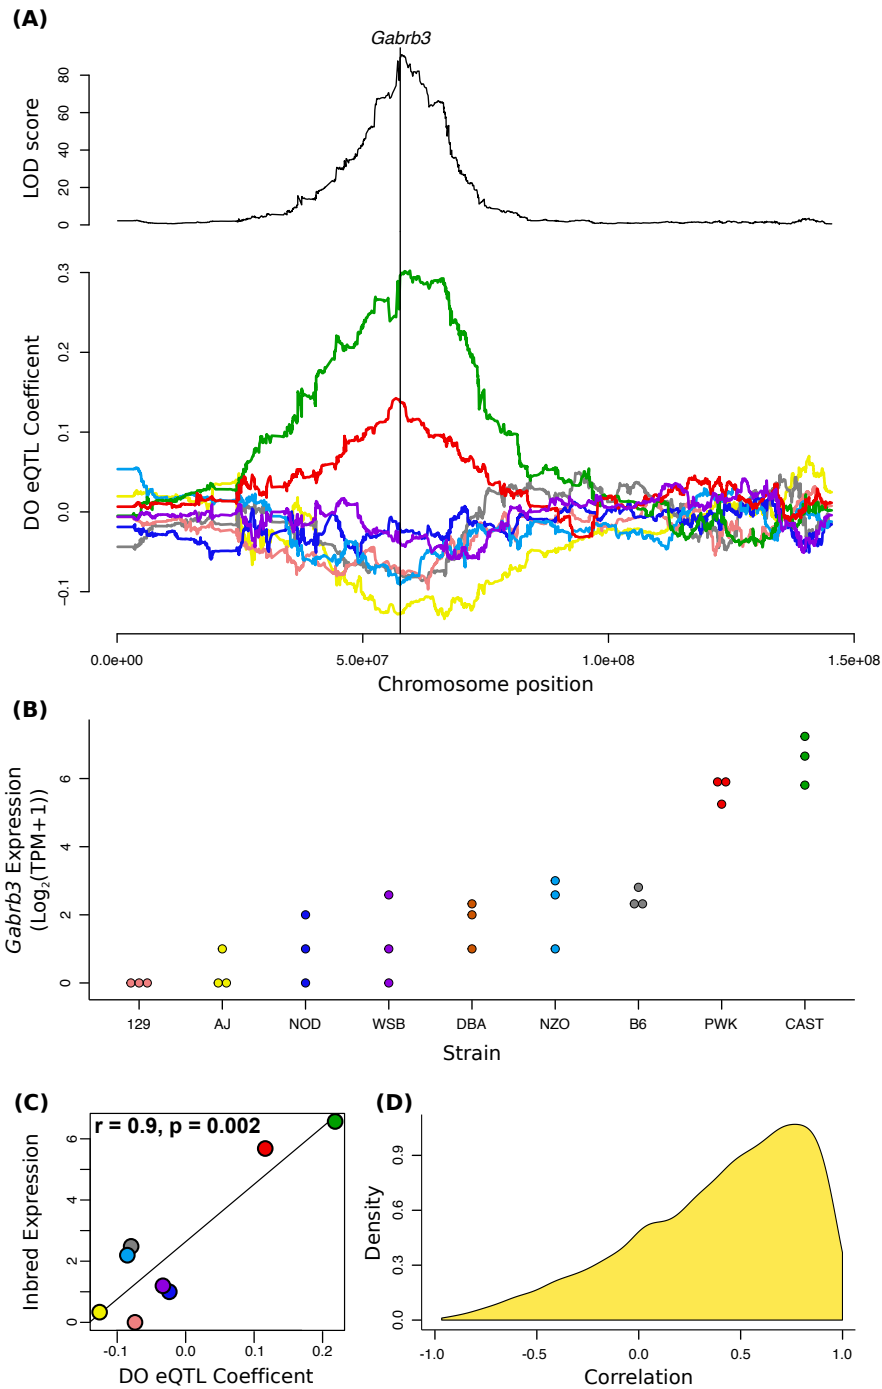 (A)
Gabrb3
LOD score
80
60
40
20
0
DO eQTL Coefficent
0.3
0.2
0.1
0.0
−0.1
0.0e+00 5.0e+07 1.0e+08 1.5e+08
Chromosome position
(B)
Gabrb3 Expression
(Log2(TPM+1))
6
4
2
0
129 AJ NOD WSB DBA NZO B6 PWK CAST
Strain
(C)
r = 0.9, p = 0.002
Inbred Expression
6
4
2
0
-0.1 0.0 0.1 0.2
DO eQTL Coefficent
(D)
Density
0.9
0.6
0.3
0.0
-1.0 -0.5 0.0 0.5 1.0
Correlation